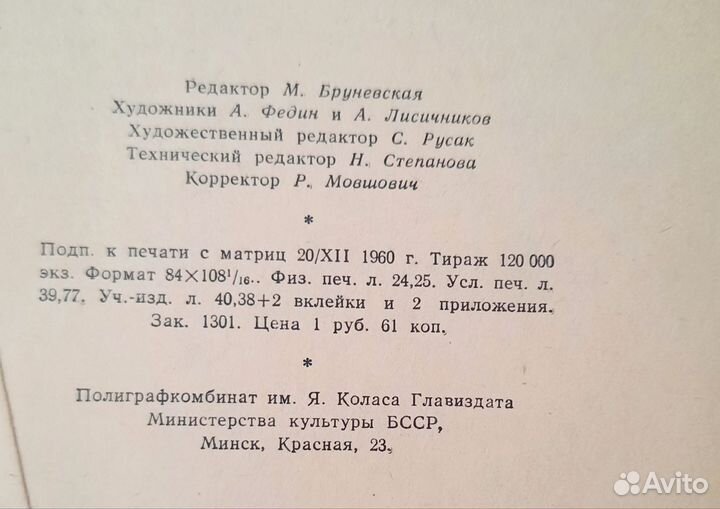 Редактор М. Бруневская
Художники А. Федин и А. Лисичников
Художественный редактор С. Русак
Технический редактор Н. Степанова
Корректор Р. Мовшович
*
Подп. к печати с матриц 20/XII 1960 г. Тираж 120 000
экз. Формат 84×108¹/₁₆.. Физ. печ. л. 24,25. Усл. печ. л.
39,77. Уч.-изд. л. 40,38+2 вклейки и 2 приложения.
Зак. 1301. Цена 1 руб. 61 коп.
*
Полиграфкомбинат им. Я. Коласа Главиздата
Министерства культуры БССР,
Минск, Красная, 23.
Avito